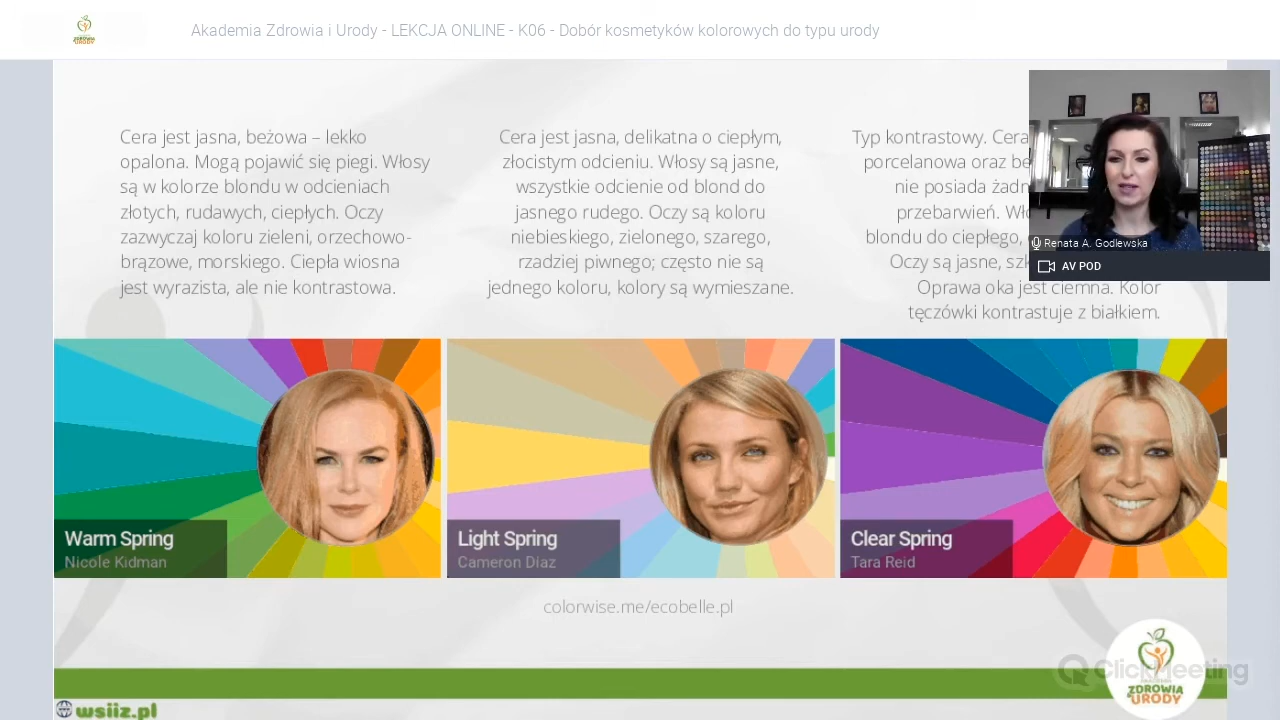 Akademia Zdrowia i Urody - LEKCJA ONLINE - K06 - Dobór kosmetyków kolorowych do typu urody
Cera jest jasna, beżowa – lekko
opalona. Mogą pojawić się piegi. Włosy
są w kolorze blondu w odcieniach
złotych, rudawych, ciepłych. Oczy
zazwyczaj koloru zieleni, orzechowo-
brązowe, morskiego. Ciepła wiosna
jest wyrazista, ale nie kontrastowa.
Cera jest jasna, delikatna o ciepłym,
złocistym odcieniu. Włosy są jasne,
wszystkie odcienie od blond do
jasnego rudego. Oczy są koloru
niebieskiego, zielonego, szarego,
rzadziej piwnego; często nie są
jednego koloru, kolory są wymieszane.
Typ kontrastowy. Cera
porcelanowa oraz
nie posiada
przebarwień.
blondu do ciepłego,
Oczy są jasne,
Oprawa oka jest ciemna. Kolor
tęczówki kontrastuje z białkiem.
Renata A. Godlewska
AV POD
Warm Spring
Nicole Kidman
Light Spring
Cameron Diaz
Clear Spring
Tara Reid
colorwise.me/ecobelle.pl
ClickMeeting
ZDROWIA
URODY
wsiiz.pl